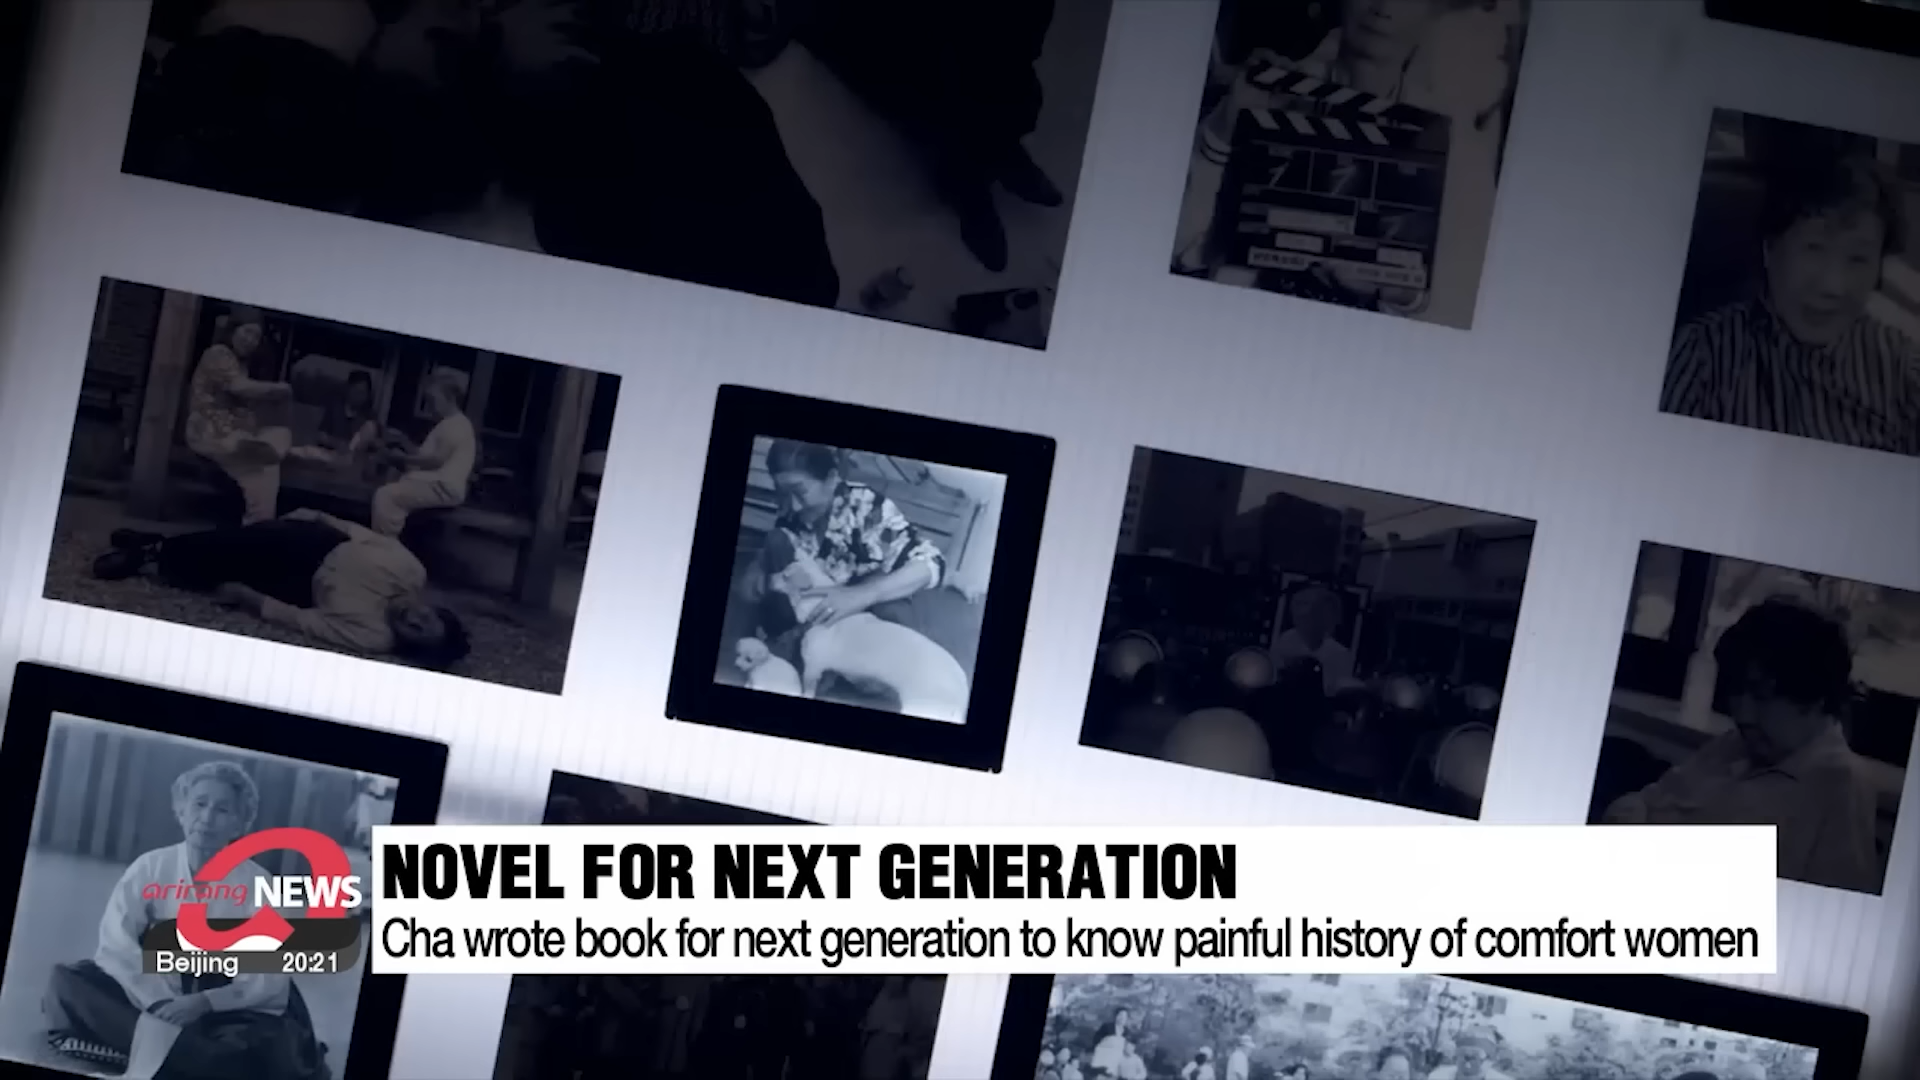 NOVEL FOR NEXT GENERATION
arirang NEWS
Cha wrote book for next generation to know painful history of comfort women
Beijing 20:21